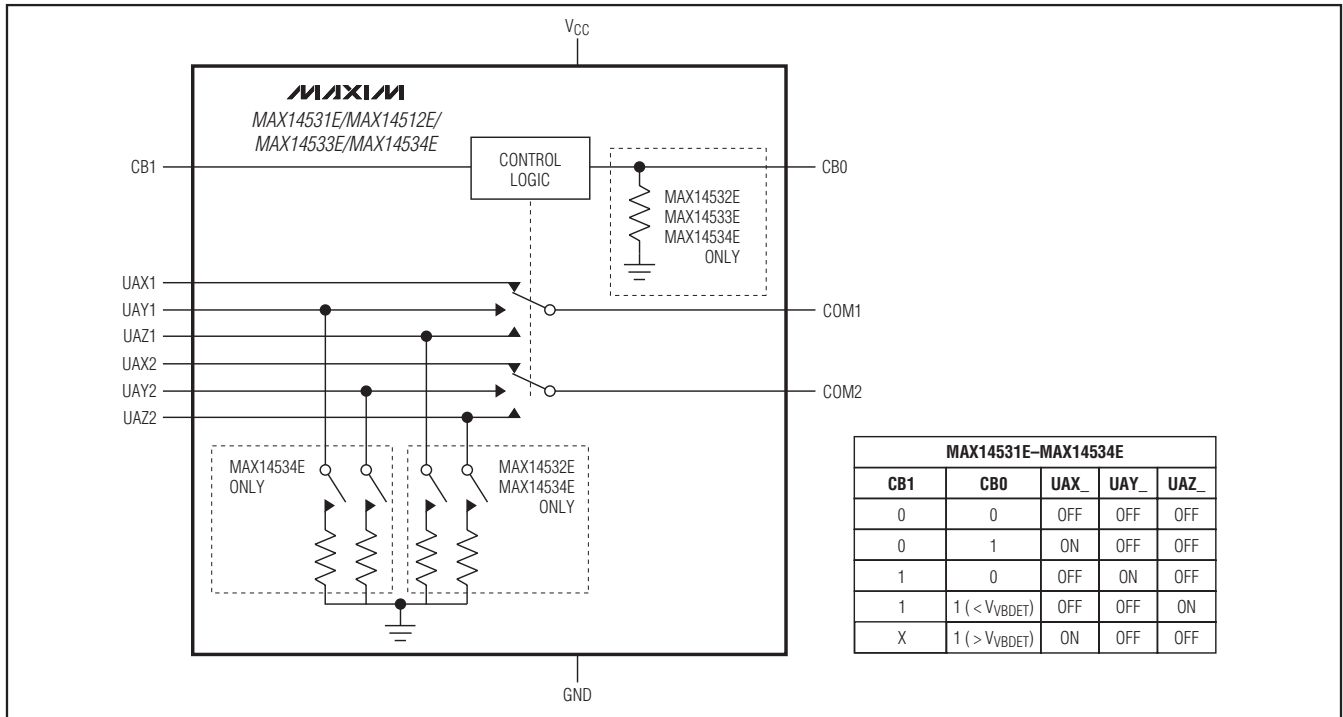 VCC
MAXIM
MAX14531E/MAX14512E/
MAX14533E/MAX14534E
CB1
CONTROL
LOGIC
CB0
MAX14532E
MAX14533E
MAX14534E
ONLY
UAX1
UAY1
UAZ1
UAX2
UAY2
UAZ2
COM1
COM2
MAX14534E
ONLY
MAX14532E
MAX14534E
ONLY
GND
MAX14531E–MAX14534E
CB1 CB0 UAX_ UAY_ UAZ_
0 0 OFF OFF OFF
0 1 ON OFF OFF
1 0 OFF ON OFF
1 1 ( < VVBDET) OFF OFF ON
X 1 ( > VVBDET) ON OFF OFF